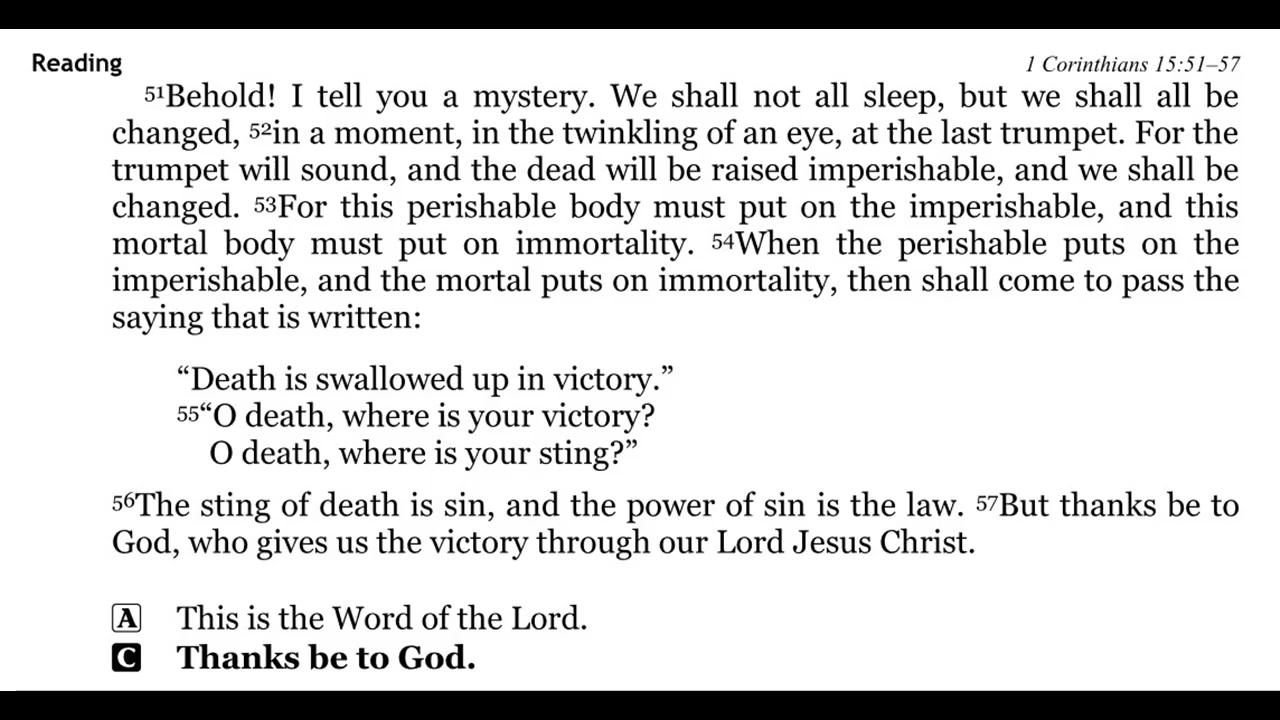 Reading
1 Corinthians 15:51–57
51Behold! I tell you a mystery. We shall not all sleep, but we shall all be
changed, 52in a moment, in the twinkling of an eye, at the last trumpet. For the
trumpet will sound, and the dead will be raised imperishable, and we shall be
changed. 53For this perishable body must put on the imperishable, and this
mortal body must put on immortality. 54When the perishable puts on the
imperishable, and the mortal puts on immortality, then shall come to pass the
saying that is written:
“Death is swallowed up in victory.”
55“O death, where is your victory?
O death, where is your sting?”
56The sting of death is sin, and the power of sin is the law. 57But thanks be to
God, who gives us the victory through our Lord Jesus Christ.
A This is the Word of the Lord.
C Thanks be to God.